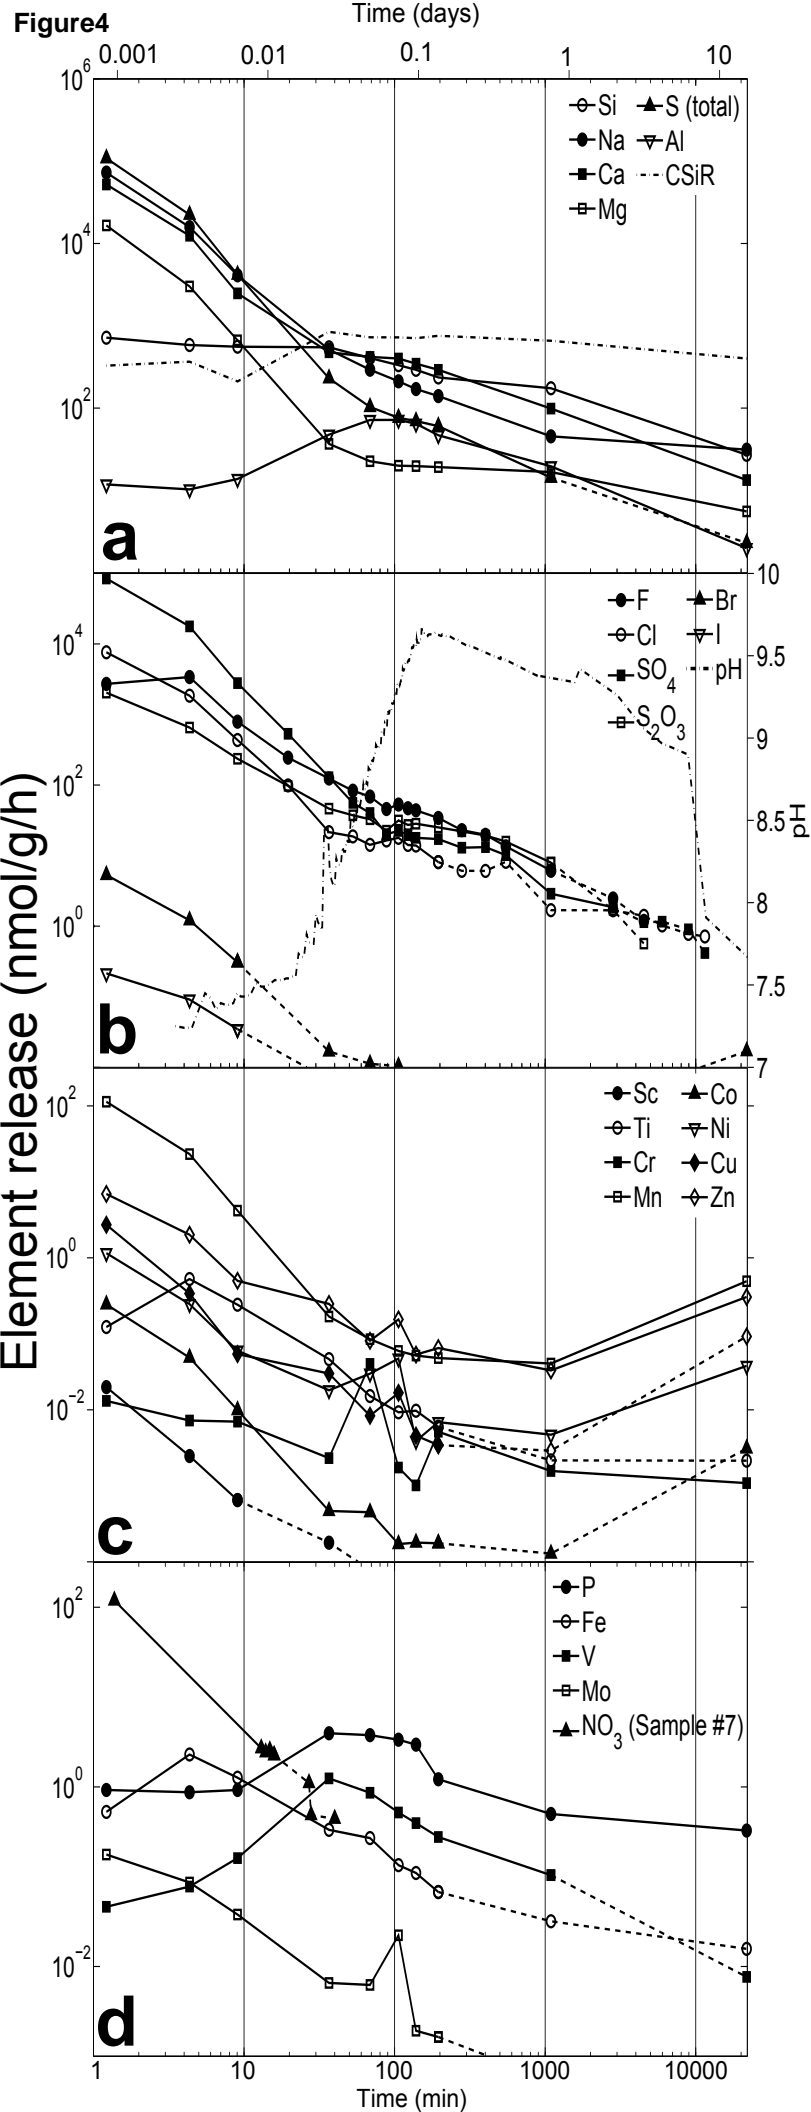 Figure4
Time (days)
0.001 0.01 0.1 1 10
10^6
10^4
10^2
Si
Na
Ca
Mg
S (total)
Al
CSiR
a
10^4
10^2
10^0
F
Cl
SO4
S2O3
Br
I
pH
10
9.5
9
8.5
8
7.5
7
pH
b
Element release (nmol/g/h)
10^2
10^0
10^−2
Sc
Ti
Cr
Mn
Co
Ni
Cu
Zn
c
10^2
10^0
10^−2
P
Fe
V
Mo
NO3 (Sample #7)
d
1 10 100 1000 10000
Time (min)